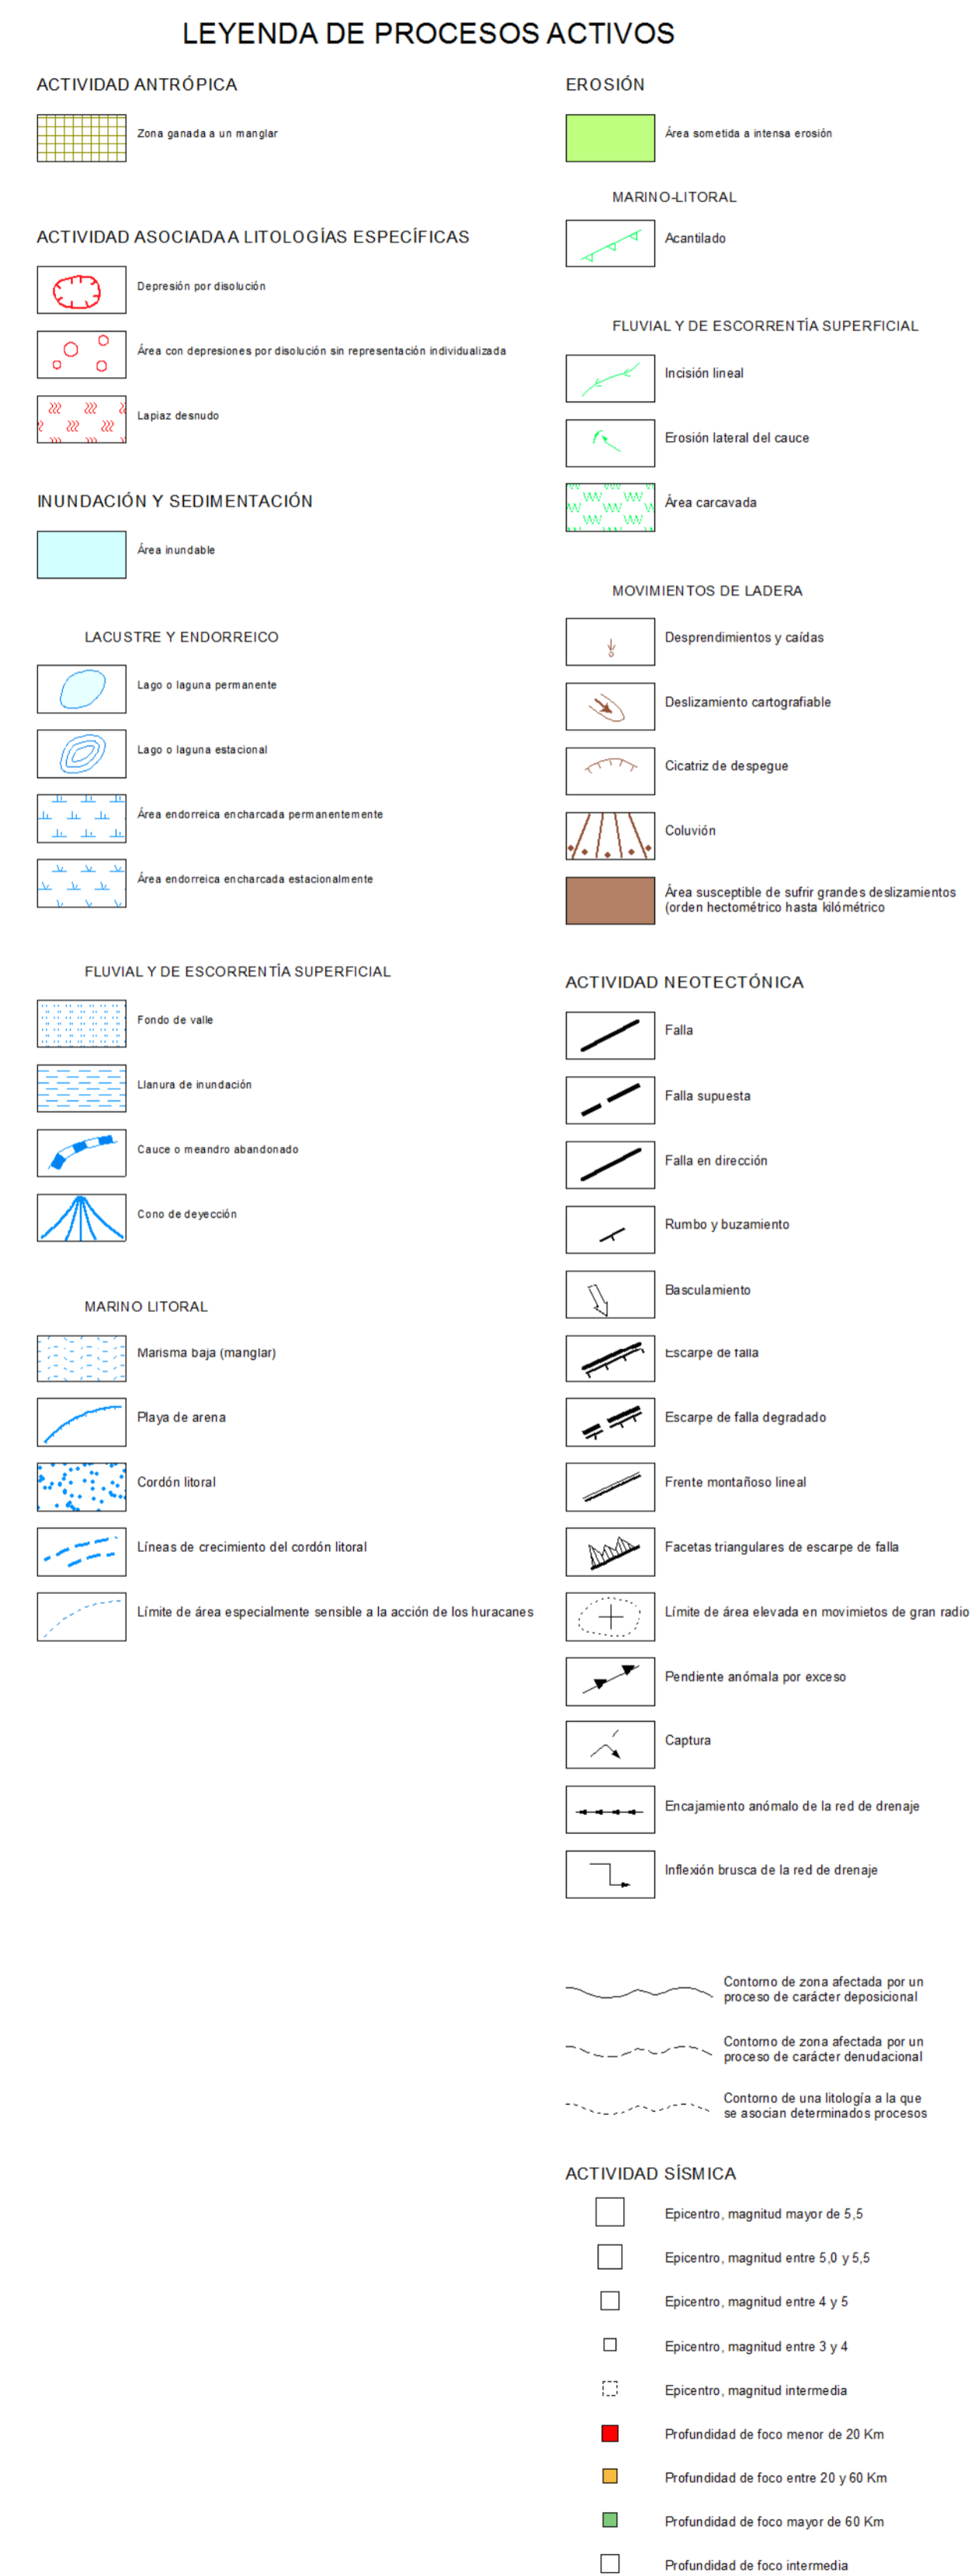 LEYENDA DE PROCESOS ACTIVOS
ACTIVIDAD ANTRÓPICA
Zona ganada a un manglar
ACTIVIDAD ASOCIADA A LITOLOGÍAS ESPECÍFICAS
Depresión por disolución
Área con depresiones por disolución sin representación individualizada
Lapiaz desnudo
INUNDACIÓN Y SEDIMENTACIÓN
Área inundable
LACUSTRE Y ENDORREICO
Lago o laguna permanente
Lago o laguna estacional
Área endorreica encharcada permanentemente
Área endorreica encharcada estacionalmente
FLUVIAL Y DE ESCORRENTÍA SUPERFICIAL
Fondo de valle
Llanura de inundación
Cauce o meandro abandonado
Cono de deyección
MARINO LITORAL
Marisma baja (manglar)
Playa de arena
Cordón litoral
Líneas de crecimiento del cordón litoral
Límite de área especialmente sensible a la acción de los huracanes
EROSIÓN
Área sometida a intensa erosión
MARINO-LITORAL
Acantilado
FLUVIAL Y DE ESCORRENTÍA SUPERFICIAL
Incisión lineal
Erosión lateral del cauce
Área carcavada
MOVIMIENTOS DE LADERA
Desprendimientos y caídas
Deslizamiento cartografiable
Cicatriz de despegue
Coluvión
Área susceptible de sufrir grandes deslizamientos
(orden hectométrico hasta kilómétrico
ACTIVIDAD NEOTECTÓNICA
Falla
Falla supuesta
Falla en dirección
Rumbo y buzamiento
Basculamiento
Escarpe de falla
Escarpe de falla degradado
Frente montañoso lineal
Facetas triangulares de escarpe de falla
Límite de área elevada en movimietos de gran radio
Pendiente anómala por exceso
Captura
Encajamiento anómalo de la red de drenaje
Inflexión brusca de la red de drenaje
Contorno de zona afectada por un
proceso de carácter deposicional
Contorno de zona afectada por un
proceso de carácter denudacional
Contorno de una litología a la que
se asocian determinados procesos
ACTIVIDAD SÍSMICA
Epicentro, magnitud mayor de 5,5
Epicentro, magnitud entre 5,0 y 5,5
Epicentro, magnitud entre 4 y 5
Epicentro, magnitud entre 3 y 4
Epicentro, magnitud intermedia
Profundidad de foco menor de 20 Km
Profundidad de foco entre 20 y 60 Km
Profundidad de foco mayor de 60 Km
Profundidad de foco intermedia